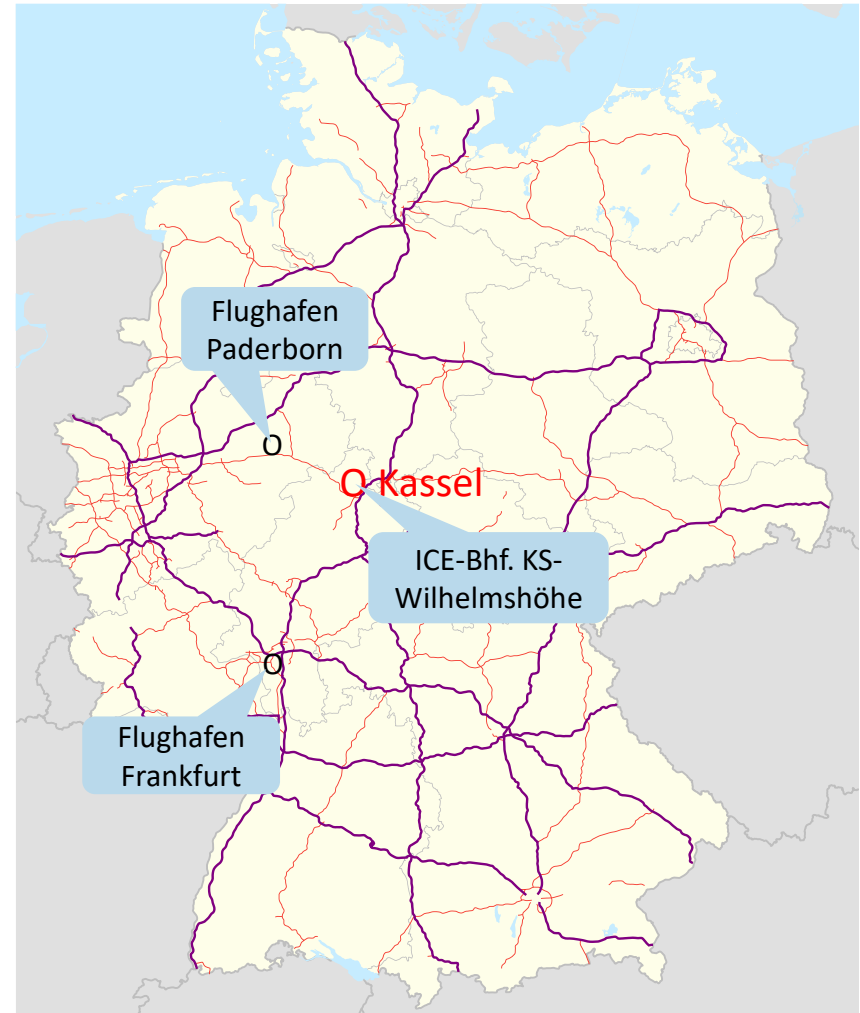 Flughafen
Paderborn
O
O Kassel
ICE-Bhf. KS-
Wilhelmshöhe
O
Flughafen
Frankfurt